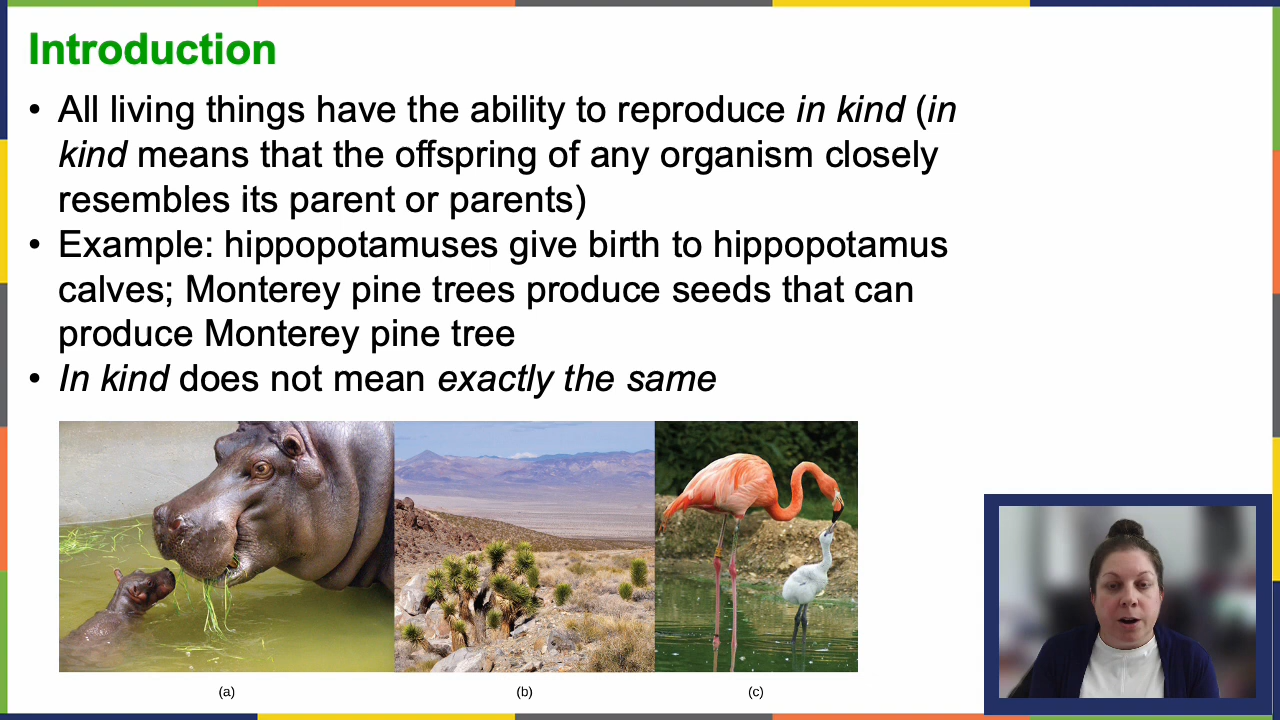 Introduction
• All living things have the ability to reproduce in kind (in
kind means that the offspring of any organism closely
resembles its parent or parents)
• Example: hippopotamuses give birth to hippopotamus
calves; Monterey pine trees produce seeds that can
produce Monterey pine tree
• In kind does not mean exactly the same
(a)
(b)
(c)